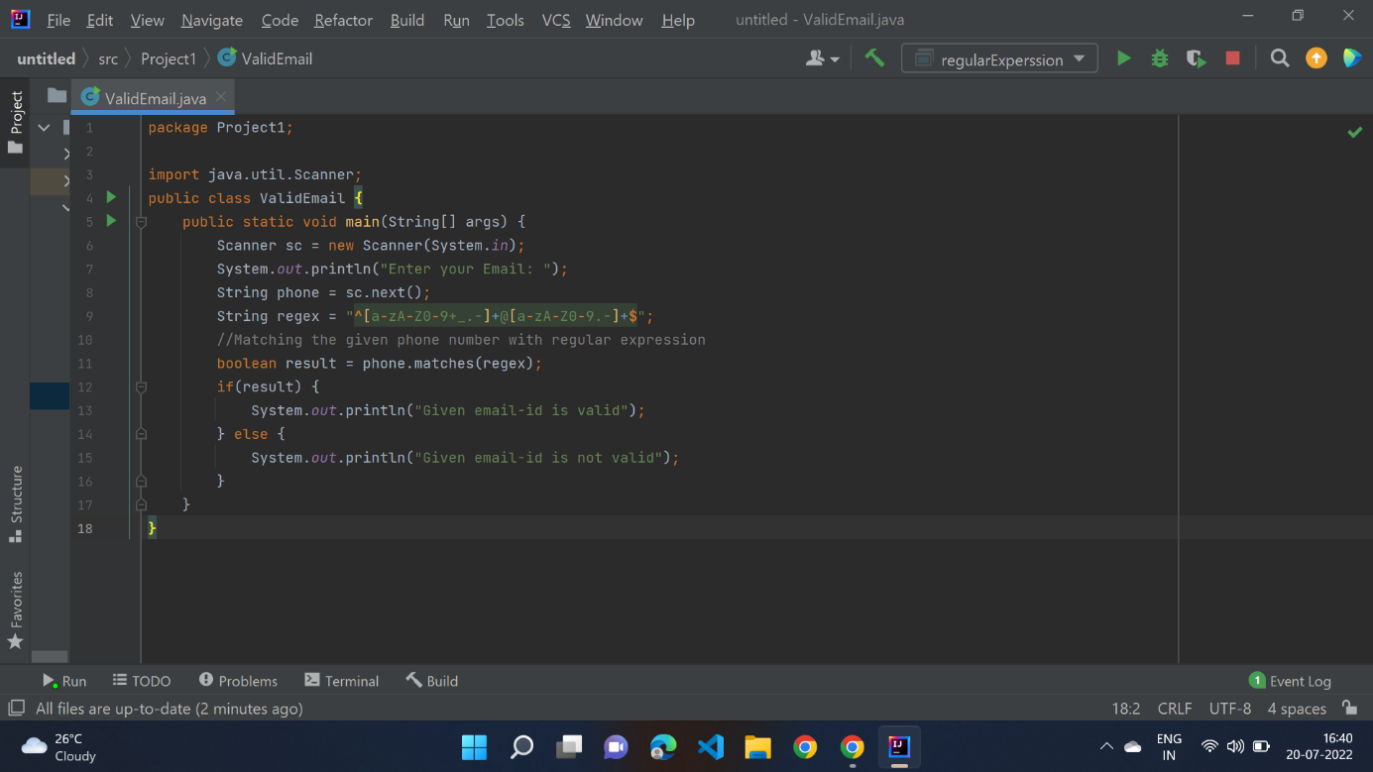 File Edit View Navigate Code Refactor Build Run Tools VCS Window Help untitled - ValidEmail.java
untitled src Project1 ValidEmail regularExperssion
Project
ValidEmail.java
1 package Project1;
2
3 import java.util.Scanner;
4 public class ValidEmail {
5 public static void main(String[] args) {
6 Scanner sc = new Scanner(System.in);
7 System.out.println("Enter your Email: ");
8 String phone = sc.next();
9 String regex = "^[a-zA-Z0-9+_.-]+@[a-zA-Z0-9.-]+$";
10 //Matching the given phone number with regular expression
11 boolean result = phone.matches(regex);
12 if(result) {
13 System.out.println("Given email-id is valid");
14 } else {
15 System.out.println("Given email-id is not valid");
16 }
17 }
18 }
Structure
Favorites
Run TODO Problems Terminal Build 1 Event Log
All files are up-to-date (2 minutes ago) 18:2 CRLF UTF-8 4 spaces
26°C
Cloudy
ENG
IN
16:40
20-07-2022